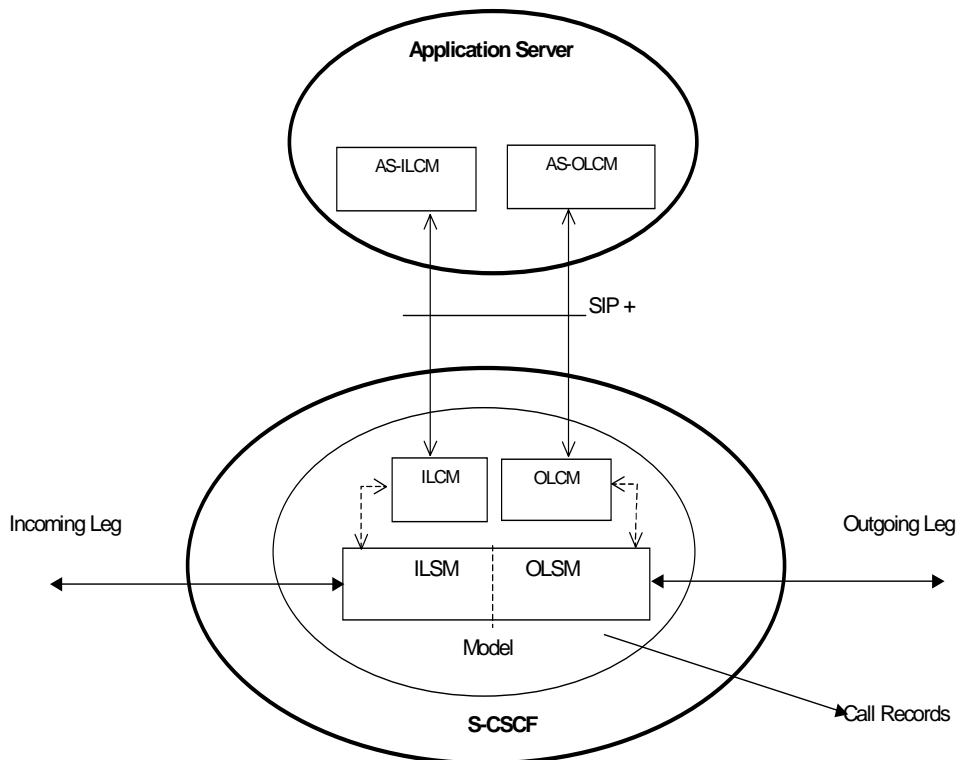 Application Server
AS-ILCM
AS-OLCM
SIP +
ILCM
OLCM
Incoming Leg
Outgoing Leg
ILSM
OLSM
Model
S-CSCF
Call Records